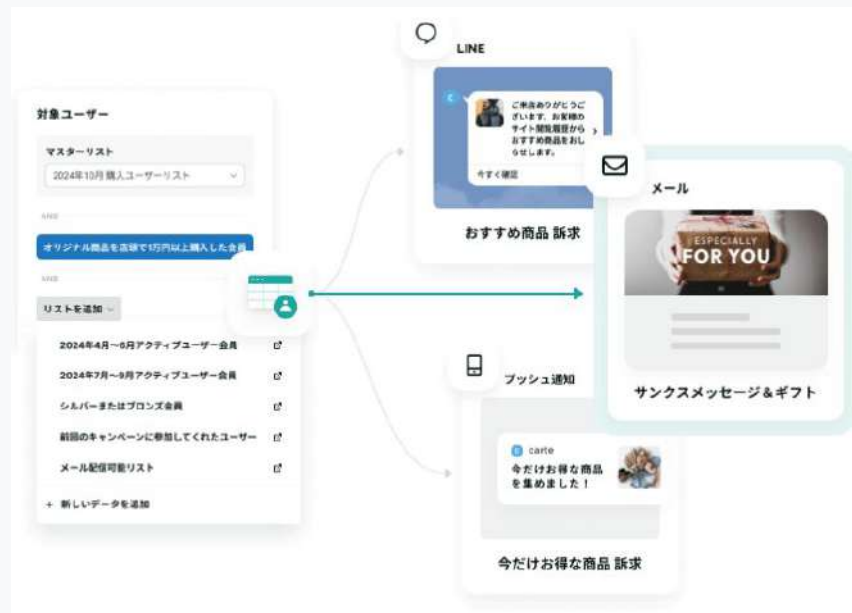 対象ユーザー
マスターリスト
2024年10月 購入ユーザーリスト
AND
オリジナル商品を店頭で1万円以上購入した会員
AND
リストを追加
2024年4月〜6月アクティブユーザー会員
2024年7月〜9月アクティブユーザー会員
シルバーまたはブロンズ会員
前回のキャンペーンに参加してくれたユーザー
メール配信可能リスト
+ 新しいデータを追加
LINE
C
ご来店ありがとうご
ざいます。お客様の
サイト閲覧履歴から
おすすめ商品をお知
らせします。
今すぐ確認
おすすめ商品 訴求
メール
ESPECIALLY
FOR YOU
サンクスメッセージ&ギフト
プッシュ通知
C carte
今だけお得な商品
を集めました！
今だけお得な商品 訴求